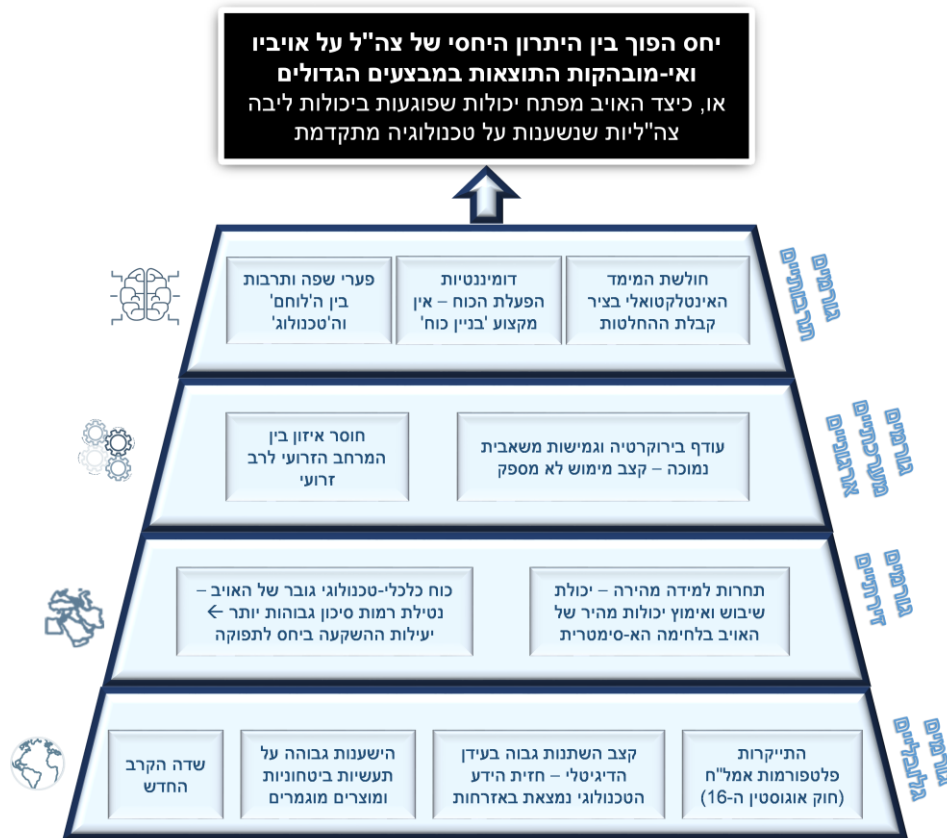 יחס הפוך בין היתרון היחסי של צה"ל על אויביו
ואי-מובהקות התוצאות במבצעים הגדולים
או, כיצד האויב מפתח יכולות שפוגעות ביכולות ליבה
צה"ליות שנשענות על טכנולוגיה מתקדמת
גורמים
תרבותיים
חולשת המימד
האינטלקטואלי בציר
קבלת ההחלטות
דומיננטיות
הפעלת הכוח – אין
מקצוע 'בניין כוח'
פערי שפה ותרבות
בין ה'לוחם'
וה'טכנולוג'
גורמים
מערכתיים
ארגוניים
עודף בירוקרטיה וגמישות משאבית
נמוכה – קצב מימוש לא מספק
חוסר איזון בין
המרחב הזרועי לרב
זרועי
גורמים
זירתיים
תחרות למידה מהירה – יכולת
שיבוש ואימוץ יכולות מהיר של
האויב בלחימה הא-סימטרית
כוח כלכלי-טכנולוגי גובר של האויב –
נטילת רמות סיכון גבוהות יותר ←
יעילות ההשקעה ביחס לתפוקה
גורמים
גלובליים
התייקרות
פלטפורמות אמל"ח
(חוק אוגוסטין ה-16)
קצב השתנות גבוה בעידן
הדיגיטלי – חזית הידע
הטכנולוגי נמצאת באזרחות
הישענות גבוהה על
תעשיות ביטחוניות
ומוצרים מוגמרים
שדה הקרב
החדש